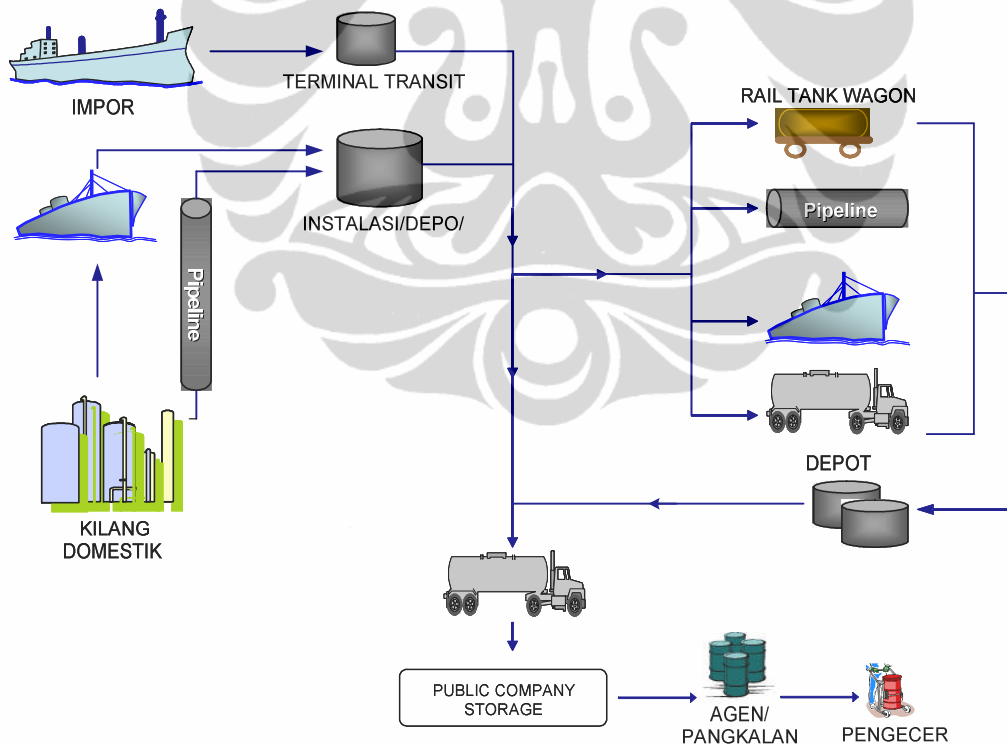 IMPOR
TERMINAL TRANSIT
RAIL TANK WAGON
INSTALASI/DEPO/
Pipeline
Pipeline
KILANG
DOMESTIK
DEPOT
PUBLIC COMPANY
STORAGE
AGEN/
PANGKALAN
PENGECER